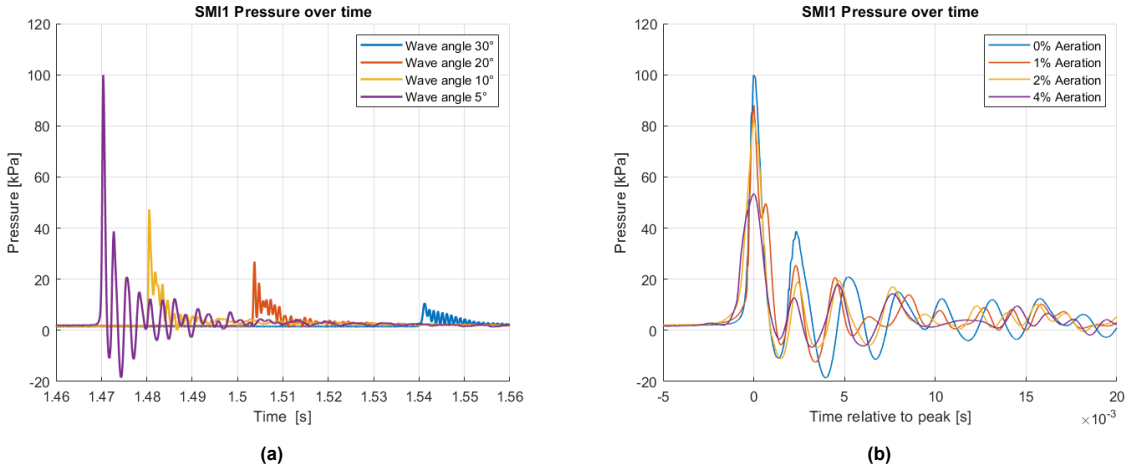 SMI1 Pressure over time
120
100
80
60
40
20
0
-20
Pressure [kPa]
1.46 1.47 1.48 1.49 1.5 1.51 1.52 1.53 1.54 1.55 1.56
Time [s]
Wave angle 30°
Wave angle 20°
Wave angle 10°
Wave angle 5°
(a)
SMI1 Pressure over time
120
100
80
60
40
20
0
-20
Pressure [kPa]
-5 0 5 10 15 20
Time relative to peak [s]
×10⁻³
0% Aeration
1% Aeration
2% Aeration
4% Aeration
(b)